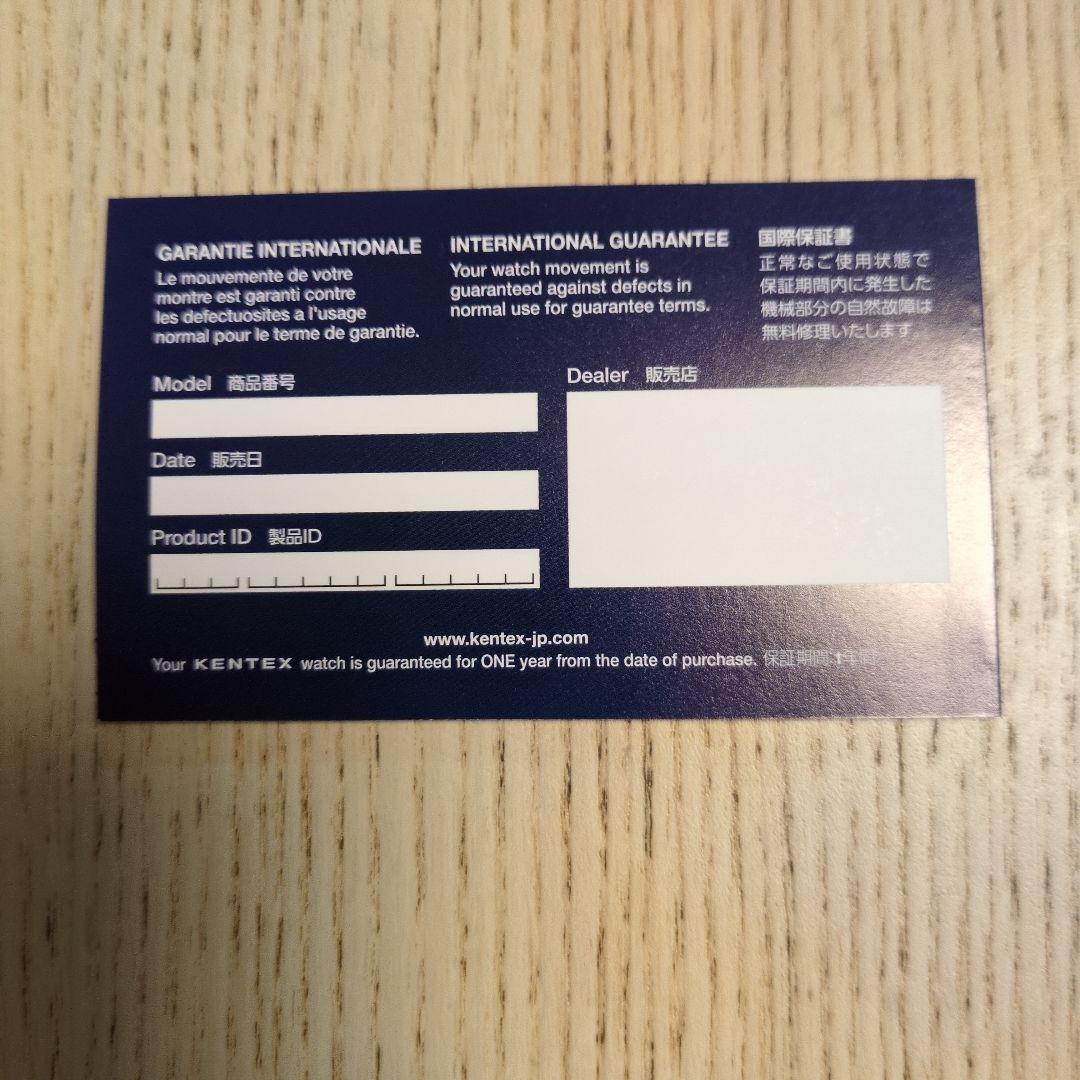 GARANTIE INTERNATIONALE
Le mouvemente de votre
montre est garanti contre
les defectuosites a l'usage
normal pour le terme de garantie.
INTERNATIONAL GUARANTEE
Your watch movement is
guaranteed against defects in
normal use for guarantee terms.
国際保証書
正常なご使用状態で
保証期間内に発生した
機械部分の自然故障は
無料修理いたします。
Model 商品番号
Date 販売日
Product ID 製品ID
Dealer 販売店
www.kentex-jp.com
Your KENTEX watch is guaranteed for ONE year from the date of purchase. 保証期間:1年間